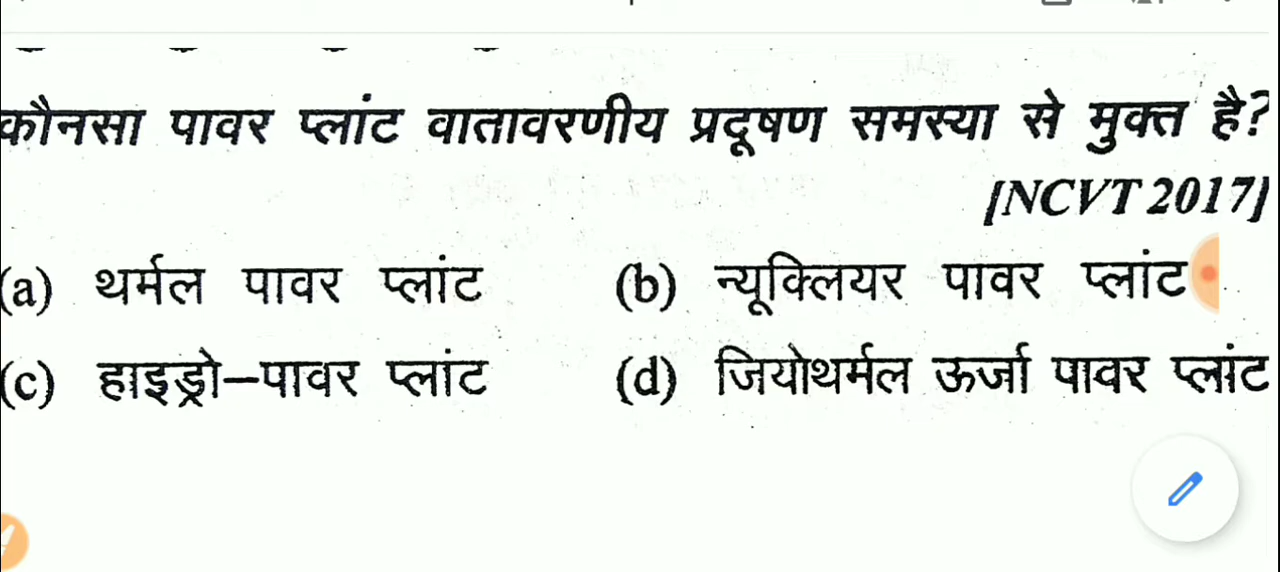 कौनसा पावर प्लांट वातावरणीय प्रदूषण समस्या से मुक्त है?
[NCVT 2017]
(a) थर्मल पावर प्लांट (b) न्यूक्लियर पावर प्लांट
(c) हाइड्रो-पावर प्लांट (d) जियोथर्मल ऊर्जा पावर प्लांट